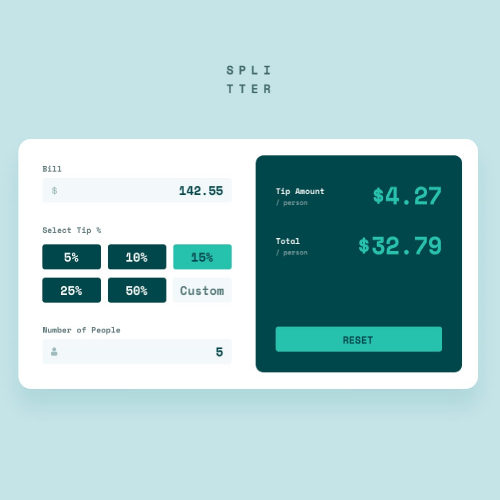 SPLI
TTER
Bill
$ 142.55
Select Tip %
5% 10% 15%
25% 50% Custom
Number of People
5
Tip Amount
/ person
$4.27
Total
/ person
$32.79
RESET